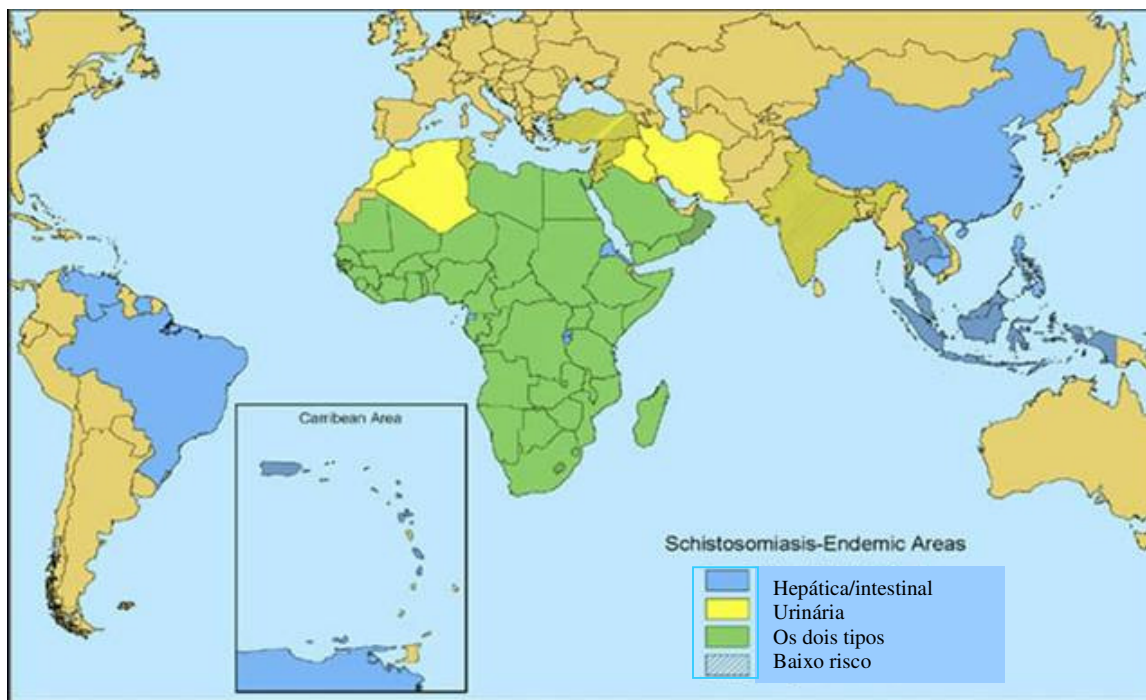 Carribean Area
Schistosomiasis-Endemic Areas
Hepática/intestinal
Urinária
Os dois tipos
Baixo risco